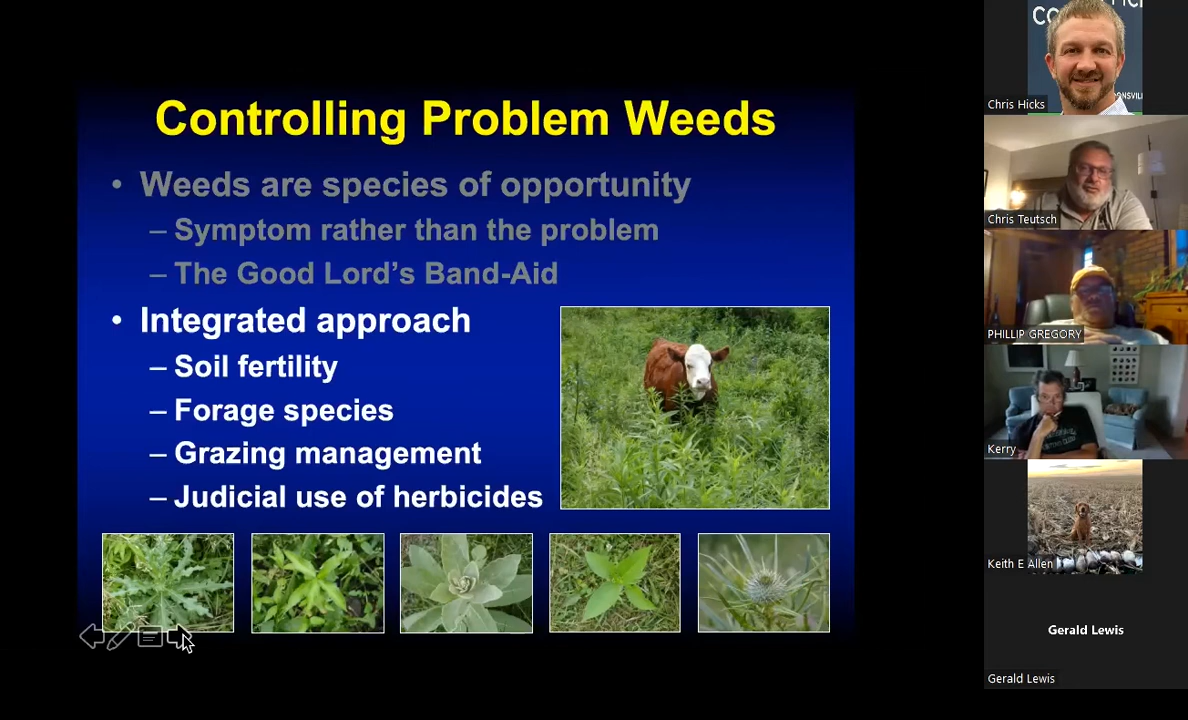 Controlling Problem Weeds
• Weeds are species of opportunity
– Symptom rather than the problem
– The Good Lord's Band-Aid
• Integrated approach
– Soil fertility
– Forage species
– Grazing management
– Judicial use of herbicides
Chris Hicks
Chris Teutsch
PHILLIP GREGORY
Kerry
Keith E Allen
Gerald Lewis
Gerald Lewis